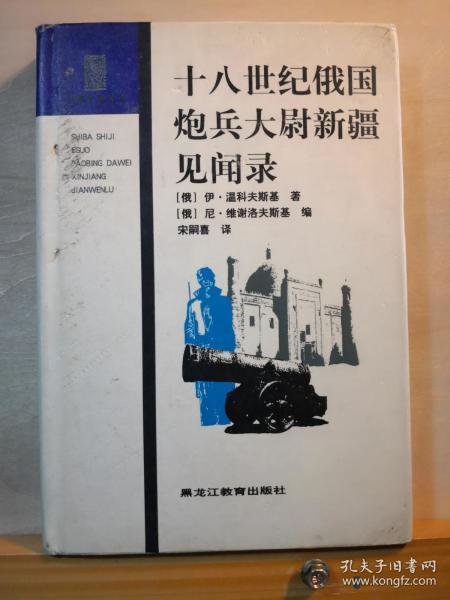 十八世纪俄国
炮兵大尉新疆
见闻录
SHIBA SHIJI
EGUO
PAOBING DAWEI
XINJIANG
JIANWENLU
[俄] 伊·温科夫斯基 著
[俄] 尼·维谢洛夫斯基 编
宋嗣喜 译
黑龙江教育出版社
孔夫子旧书网
www.kongfz.com